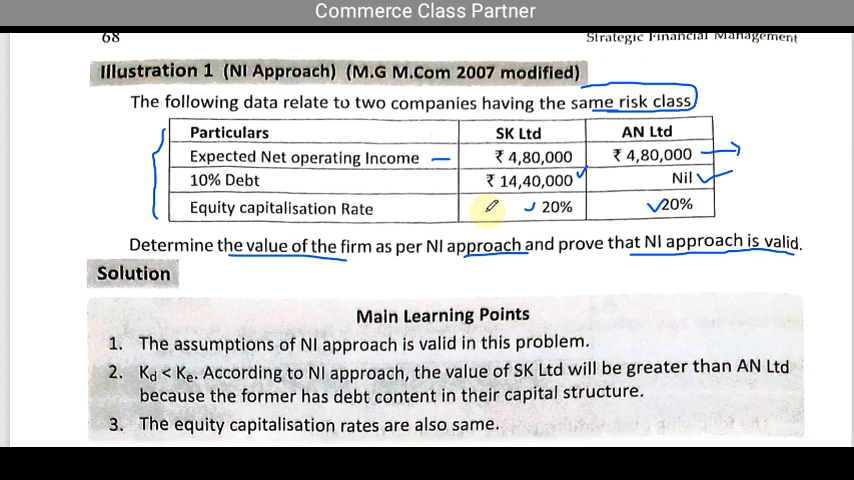 Commerce Class Partner
68 Strategic Financial Management
Illustration 1 (NI Approach) (M.G M.Com 2007 modified)
The following data relate to two companies having the same risk class
Particulars SK Ltd AN Ltd
Expected Net operating Income ₹ 4,80,000 ₹ 4,80,000
10% Debt ₹ 14,40,000 Nil
Equity capitalisation Rate 20% 20%
Determine the value of the firm as per NI approach and prove that NI approach is valid.
Solution
Main Learning Points
1. The assumptions of NI approach is valid in this problem.
2. Kd < Ke. According to NI approach, the value of SK Ltd will be greater than AN Ltd
because the former has debt content in their capital structure.
3. The equity capitalisation rates are also same.